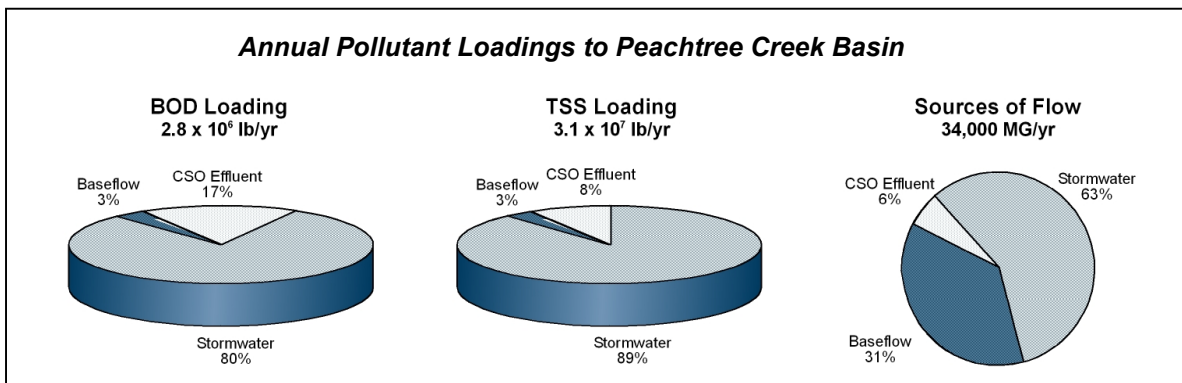 Annual Pollutant Loadings to Peachtree Creek Basin
BOD Loading
2.8 x 10⁶ lb/yr
CSO Effluent
17%
Baseflow
3%
Stormwater
80%
TSS Loading
3.1 x 10⁷ lb/yr
CSO Effluent
8%
Baseflow
3%
Stormwater
89%
Sources of Flow
34,000 MG/yr
Stormwater
63%
CSO Effluent
6%
Baseflow
31%